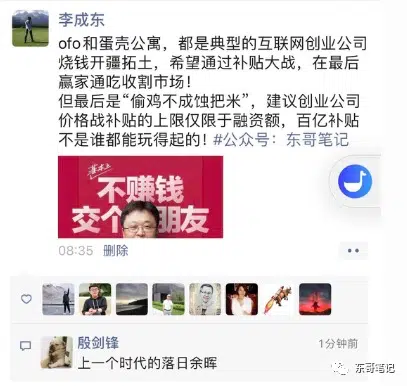 李成东
ofo和蛋壳公寓，都是典型的互联网创业公司
烧钱开疆拓土，希望通过补贴大战，在最后
赢家通吃收割市场！
但最后是“偷鸡不成蚀把米”，建议创业公司
价格战补贴的上限仅限于融资额，百亿补贴
不是谁都能玩得起的！#公众号：东哥笔记
不赚钱
交个朋友
08:35 删除
殷剑锋
1分钟前
上一个时代的落日余晖
东哥笔记